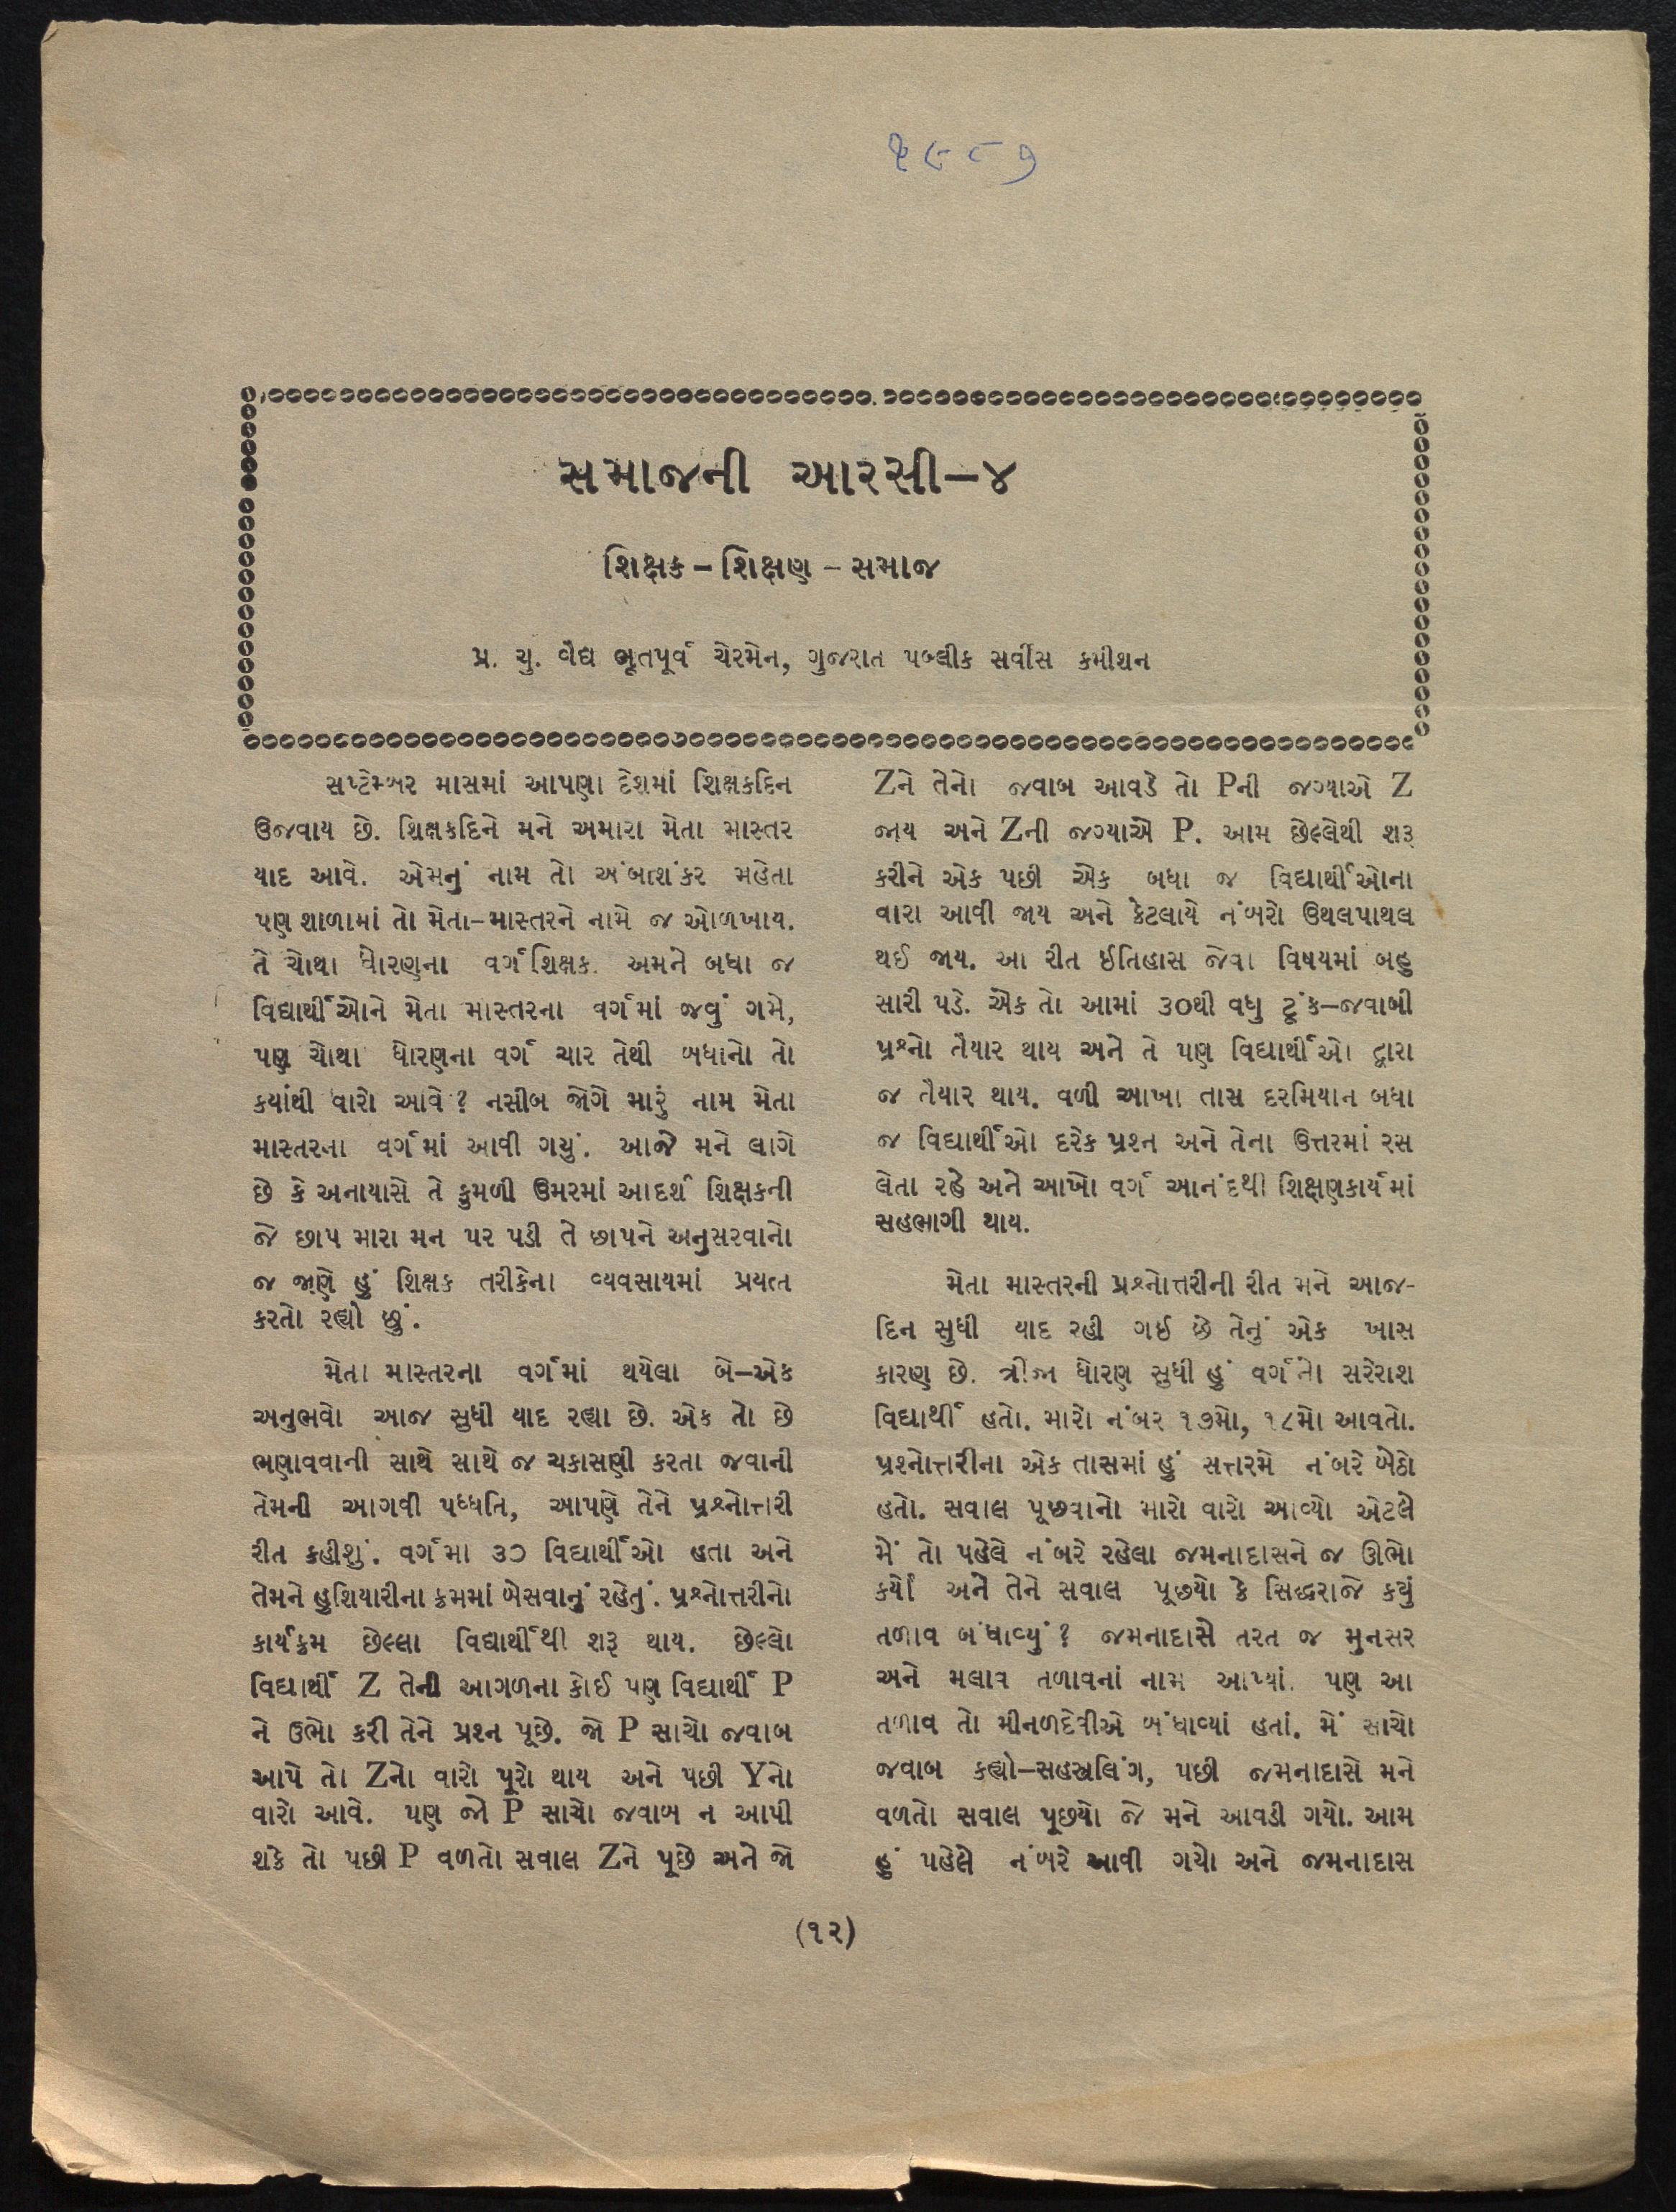 ૧૯૮૭
સમાજની આરસી–૪
શિક્ષક – શિક્ષણ – સમાજ
પ્ર. ચુ. વૈદ્ય ભૂતપૂર્વ ચેરમેન, ગુજરાત પબ્લીક સર્વીસ કમીશન
સપ્ટેમ્બર માસમાં આપણા દેશમાં શિક્ષકદિન
ઉજવાય છે. શિક્ષકદિને મને અમારા મેતા માસ્તર
યાદ આવે. એમનું નામ તો અંબાશંકર મહેતા
પણ શાળામાં તો મેતા–માસ્તરને નામે જ ઓળખાય.
તે ચોથા ધોરણના વર્ગશિક્ષક. અમને બધા જ
વિદ્યાર્થીઓને મેતા માસ્તરના વર્ગમાં જવું ગમે,
પણ ચોથા ધોરણના વર્ગ ચાર તેથી બધાનો તો
કયાંથી વારો આવે? નસીબ જોગે મારું નામ મેતા
માસ્તરના વર્ગમાં આવી ગયું. આજે મને લાગે
છે કે અનાયાસે તે કુમળી ઉમરમાં આદર્શ શિક્ષકની
જે છાપ મારા મન પર પડી તે છાપને અનુસરવાનો
જ જાણે હું શિક્ષક તરીકેના વ્યવસાયમાં પ્રયત્ન
કરતો રહ્યો છું.
મેતા માસ્તરના વર્ગમાં થયેલા બે–એક
અનુભવો આજ સુધી યાદ રહ્યા છે. એક તો છે
ભણાવવાની સાથે સાથે જ ચકાસણી કરતા જવાની
તેમની આગવી પધ્ધતિ, આપણે તેને પ્રશ્નોત્તરી
રીત કહીશું. વર્ગમા ૩૦ વિદ્યાર્થીઓ હતા અને
તેમને હુશિયારીના ક્રમમાં બેસવાનું રહેતું. પ્રશ્નોત્તરીનો
કાર્યક્રમ છેલ્લા વિદ્યાર્થીથી શરૂ થાય. છેલ્લો
વિદ્યાર્થી Z તેની આગળના કોઈ પણ વિદ્યાર્થી P
ને ઉભો કરી તેને પ્રશ્ન પૂછે. જો P સાચો જવાબ
આપે તો Zનો વારો પૂરો થાય અને પછી Yનો
વારો આવે. પણ જો P સાચો જવાબ ન આપી
શકે તો પછી P વળતો સવાલ Zને પૂછે અને જો
Zને તેનો જવાબ આવડે તો Pની જગ્યાએ Z
જાય અને Zની જગ્યાએ P. આમ છેલ્લેથી શરૂ
કરીને એક પછી એક બધા જ વિદ્યાર્થીઓના
વારા આવી જાય અને કેટલાયે નંબરો ઉથલપાથલ
થઈ જાય. આ રીત ઈતિહાસ જેવા વિષયમાં બહુ
સારી પડે. એક તો આમાં ૩૦થી વધુ ટૂંક–જવાબી
પ્રશ્નો તૈયાર થાય અને તે પણ વિદ્યાર્થીઓ દ્વારા
જ તૈયાર થાય. વળી આખા તાસ દરમિયાન બધા
જ વિદ્યાર્થીઓ દરેક પ્રશ્ન અને તેના ઉત્તરમાં રસ
લેતા રહે અને આખો વર્ગ આનંદથી શિક્ષણકાર્યમાં
સહભાગી થાય.
મેતા માસ્તરની પ્રશ્નોત્તરીની રીત મને આજ-
દિન સુધી યાદ રહી ગઈ છે તેનું એક ખાસ
કારણ છે. ત્રીજા ધોરણ સુધી હું વર્ગનો સરેરાશ
વિદ્યાર્થી હતો. મારો નંબર ૧૭મો, ૧૮મો આવતો.
પ્રશ્નોત્તરીના એક તાસમાં હું સત્તરમે નંબરે બેઠો
હતો. સવાલ પૂછવાનો મારો વારો આવ્યો એટલે
મેં તો પહેલે નંબરે રહેલા જમનાદાસને જ ઊભો
કર્યો અને તેને સવાલ પૂછયો કે સિદ્ધરાજે કયું
તળાવ બંધાવ્યું? જમનાદાસે તરત જ મુનસર
અને મલાવ તળાવનાં નામ આપ્યાં. પણ આ
તળાવ તો મીનળદેવીએ બંધાવ્યાં હતાં. મેં સાચો
જવાબ કહ્યો–સહસ્ત્રલિંગ, પછી જમનાદાસે મને
વળતો સવાલ પૂછયો જે મને આવડી ગયો. આમ
હું પહેલે નંબરે આવી ગયો અને જમનાદાસ
(૧૨)